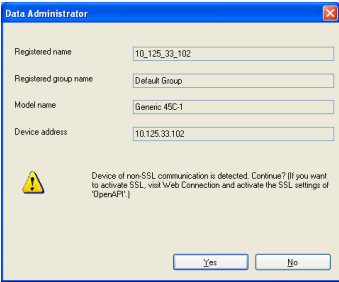 Data Administrator
Registered name
10_125_33_102
Registered group name
Default Group
Model name
Generic 45C-1
Device address
10.125.33.102
Device of non-SSL communication is detected. Continue? (If you want
to activate SSL, visit Web Connection and activate the SSL settings of
'OpenAPI'.)
Yes
No